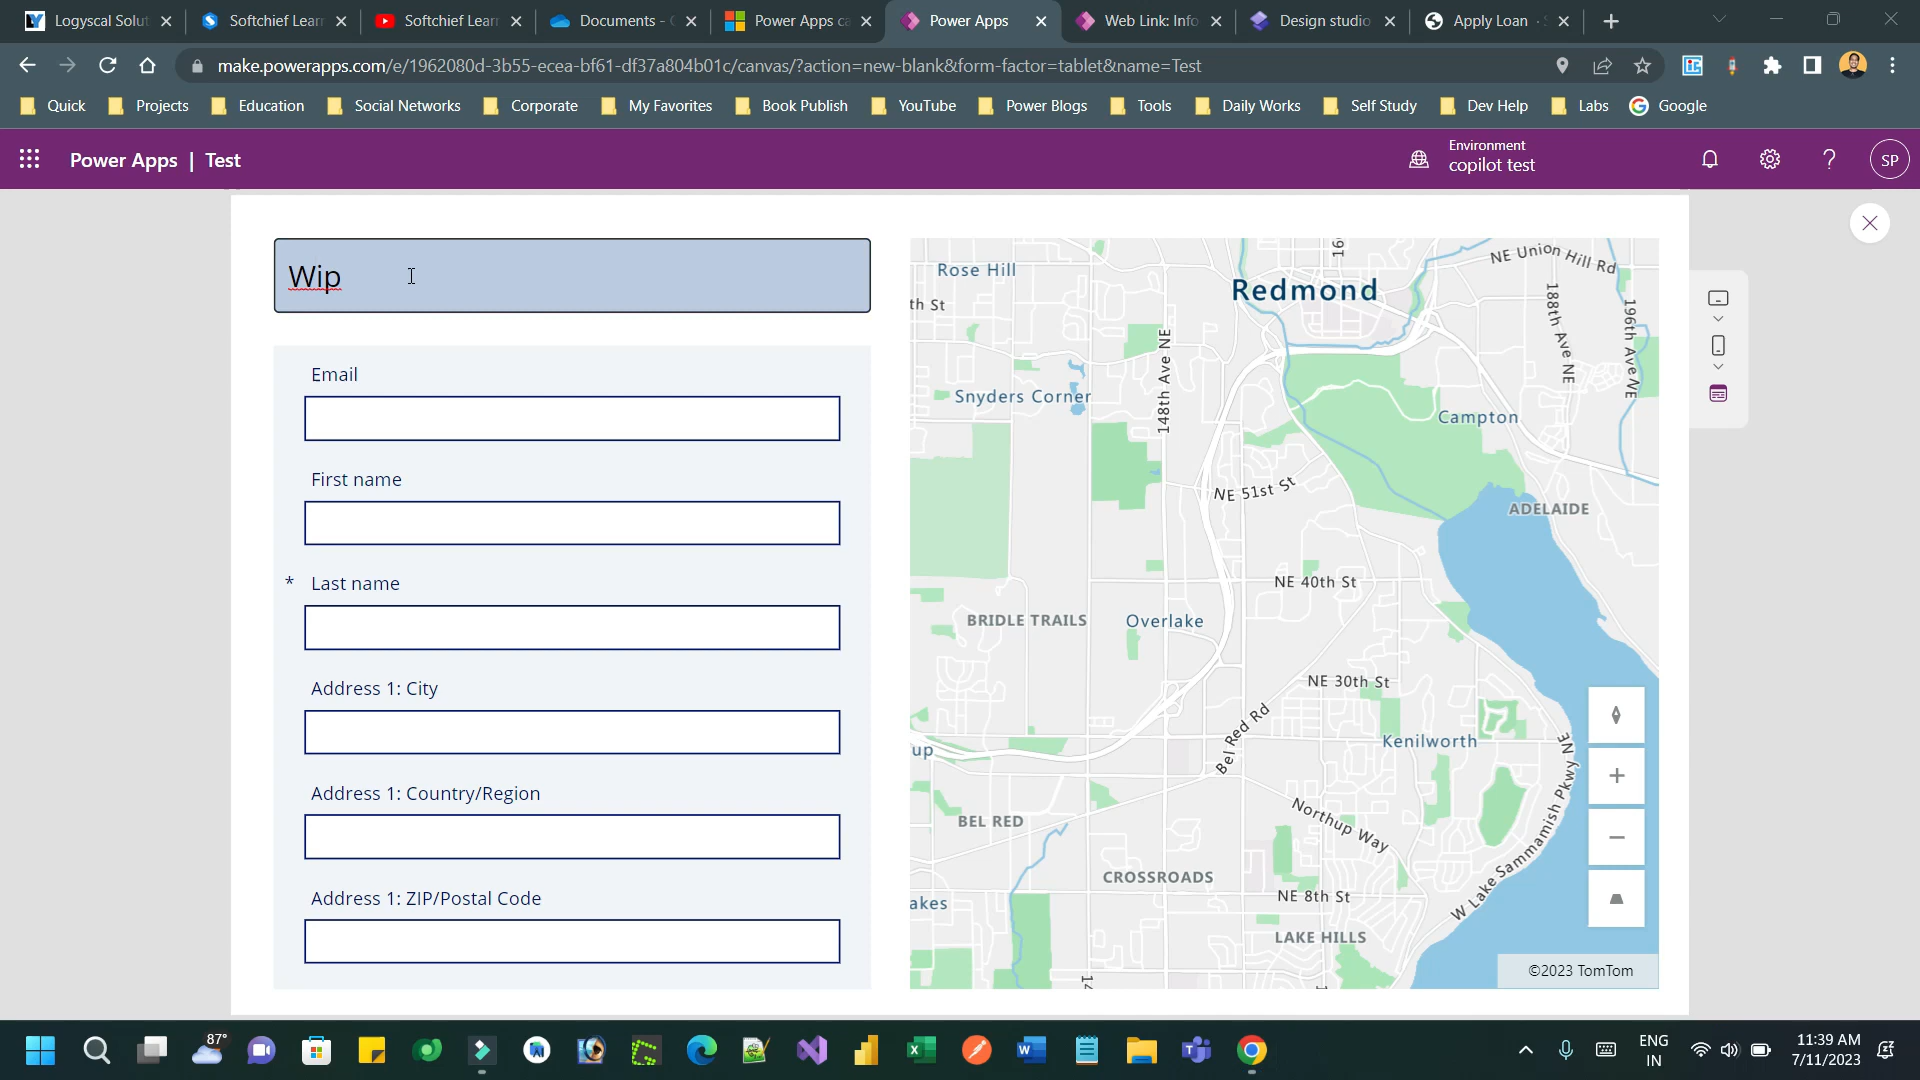 Logyscal Solut
Softchief Lear
Softchief Lear
Documents -
Power Apps ca
Power Apps
Web Link: Info
Design studio
Apply Loan
make.powerapps.com/e/1962080d-3b55-ecea-bf61-df37a804b01c/canvas/?action=new-blank&form-factor=tablet&name=Test
Quick
Projects
Education
Social Networks
Corporate
My Favorites
Book Publish
YouTube
Power Blogs
Tools
Daily Works
Self Study
Dev Help
Labs
Google
Power Apps | Test
Environment
copilot test
SP
Wip
Email
First name
* Last name
Address 1: City
Address 1: Country/Region
Address 1: ZIP/Postal Code
Rose Hill
Redmond
NE Union Hill Rd
th St
16
188th Ave NE
196th Ave NE
148th Ave NE
Snyders Corner
Campton
NE 51st St
ADELAIDE
NE 40th St
BRIDLE TRAILS
Overlake
NE 30th St
Bel Red Rd
Kenilworth
up
Northup Way
BEL RED
W Lake Sammamish Pkwy NE
CROSSROADS
NE 8th St
akes
LAKE HILLS
©2023 TomTom
87°
ENG
IN
11:39 AM
7/11/2023